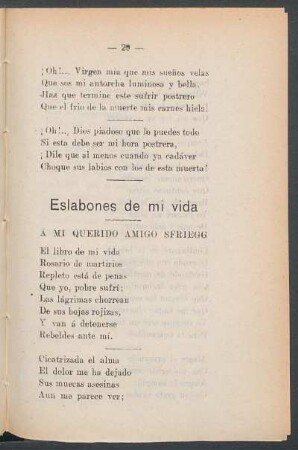 — 20 —
¡Oh!... Virgen mía que mis sueños velas
Que sos mi antorcha luminosa y bella,
Haz que termine este sufrir postrero
Que el frio de la muerte mis carnes hiela!
¡Oh!..., Dios piadoso que lo puedes todo
Si esta debe ser mi hora postrera,
¡Dile que al menos cuando ya cadáver
Choque sus labios con los de esta muerta!
Eslabones de mi vida
Á MI QUERIDO AMIGO SFRIEGG
El libro de mi vida
Rosario de martirios
Repleto está de penas
Que yo, pobre sufrí;
Las lágrimas chorrean
De sus hojas rojizas,
Y van á detenerse
Rebeldes ante mi.
Cicatrizada el alma
El dolor me ha dejado
Sus muecas asesinas
Aun me parece ver;